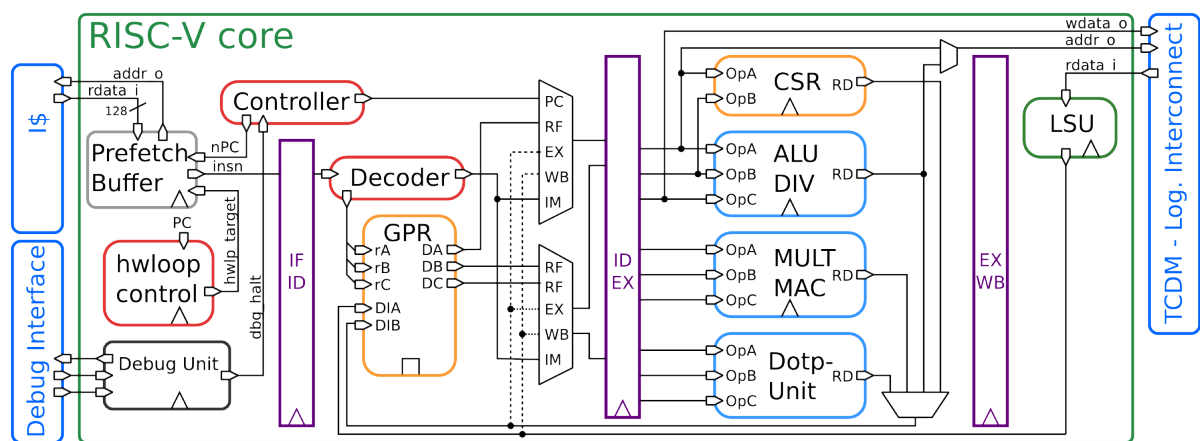 RISC-V core
I$
addr_o
rdata_i
128
Prefetch
Buffer
nPC
insn
hwlp_target
PC
hwloop
control
Debug Interface
Debug Unit
dbg_halt
Controller
IF
ID
Decoder
GPR
rA
rB
rC
DIA
DIB
DA
DB
DC
PC
RF
EX
WB
IM
RF
RF
EX
WB
IM
ID
EX
CSR
OpA
OpB
RD
ALU
DIV
OpA
OpB
OpC
RD
MULT
MAC
OpA
OpB
OpC
RD
Dotp-
Unit
OpA
OpB
OpC
RD
EX
WB
LSU
wdata_o
addr_o
rdata_i
TCDM - Log. Interconnect